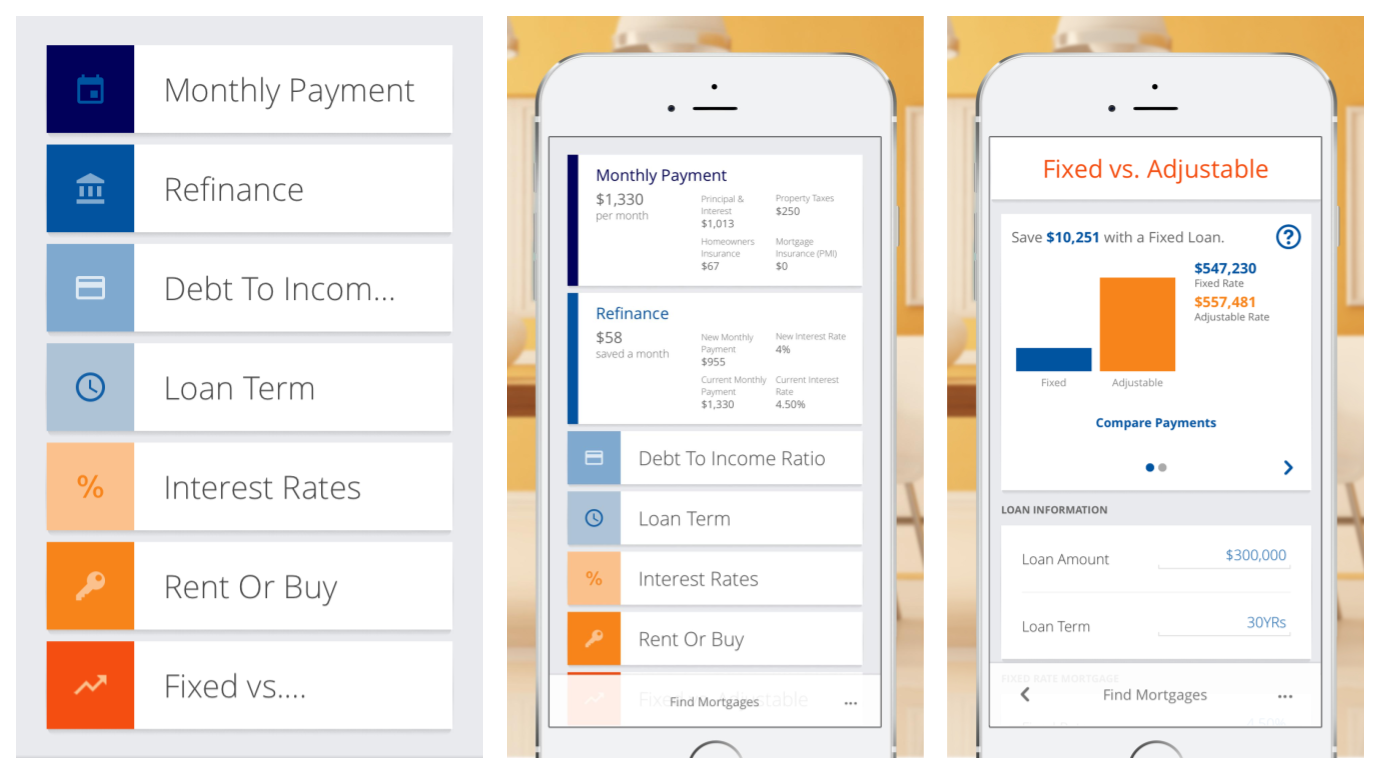 Monthly Payment
Refinance
Debt To Incom...
Loan Term
%
Interest Rates
Rent Or Buy
Fixed vs....
Monthly Payment
$1,330
per month
Principal &
Interest
$1,013
Property Taxes
$250
Homeowners
Insurance
$67
Mortgage
Insurance (PMI)
$0
Refinance
$58
saved a month
New Monthly
Payment
$955
New Interest Rate
4%
Current Monthly
Payment
$1,330
Current Interest
Rate
4.50%
Debt To Income Ratio
Loan Term
%
Interest Rates
Rent Or Buy
Fixed vs. Adjustable
Find Mortgages
...
Fixed vs. Adjustable
Save $10,251 with a Fixed Loan.
?
$547,230
Fixed Rate
$557,481
Adjustable Rate
Fixed
Adjustable
Compare Payments
LOAN INFORMATION
Loan Amount
$300,000
Loan Term
30YRs
FIXED RATE MORTGAGE
Find Mortgages
...
4.50%